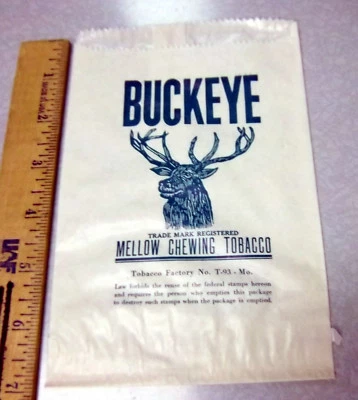 BUCKEYE
TRADE MARK REGISTERED
MELLOW CHEWING TOBACCO
Tobacco Factory No. T-93 - Mo.
Law forbids the reuse of the federal stamps hereon
and requires the person who empties this package
to destroy such stamps when the package is emptied.